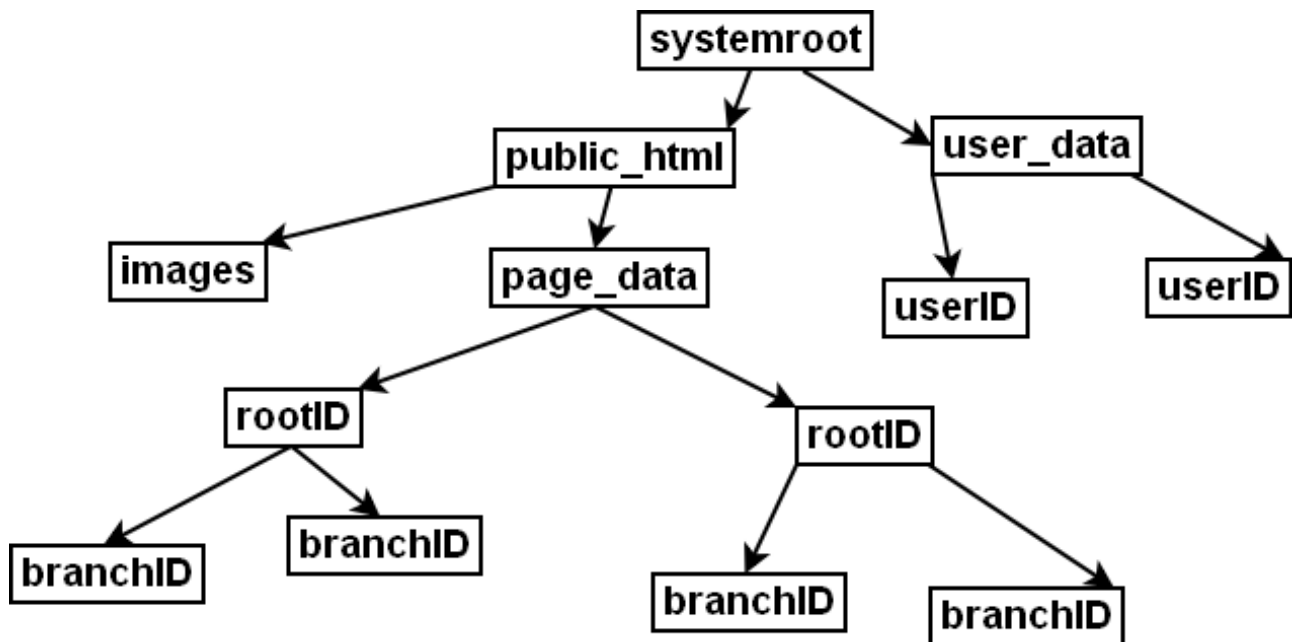 systemroot
public_html
user_data
images
page_data
userID
userID
rootID
rootID
branchID
branchID
branchID
branchID